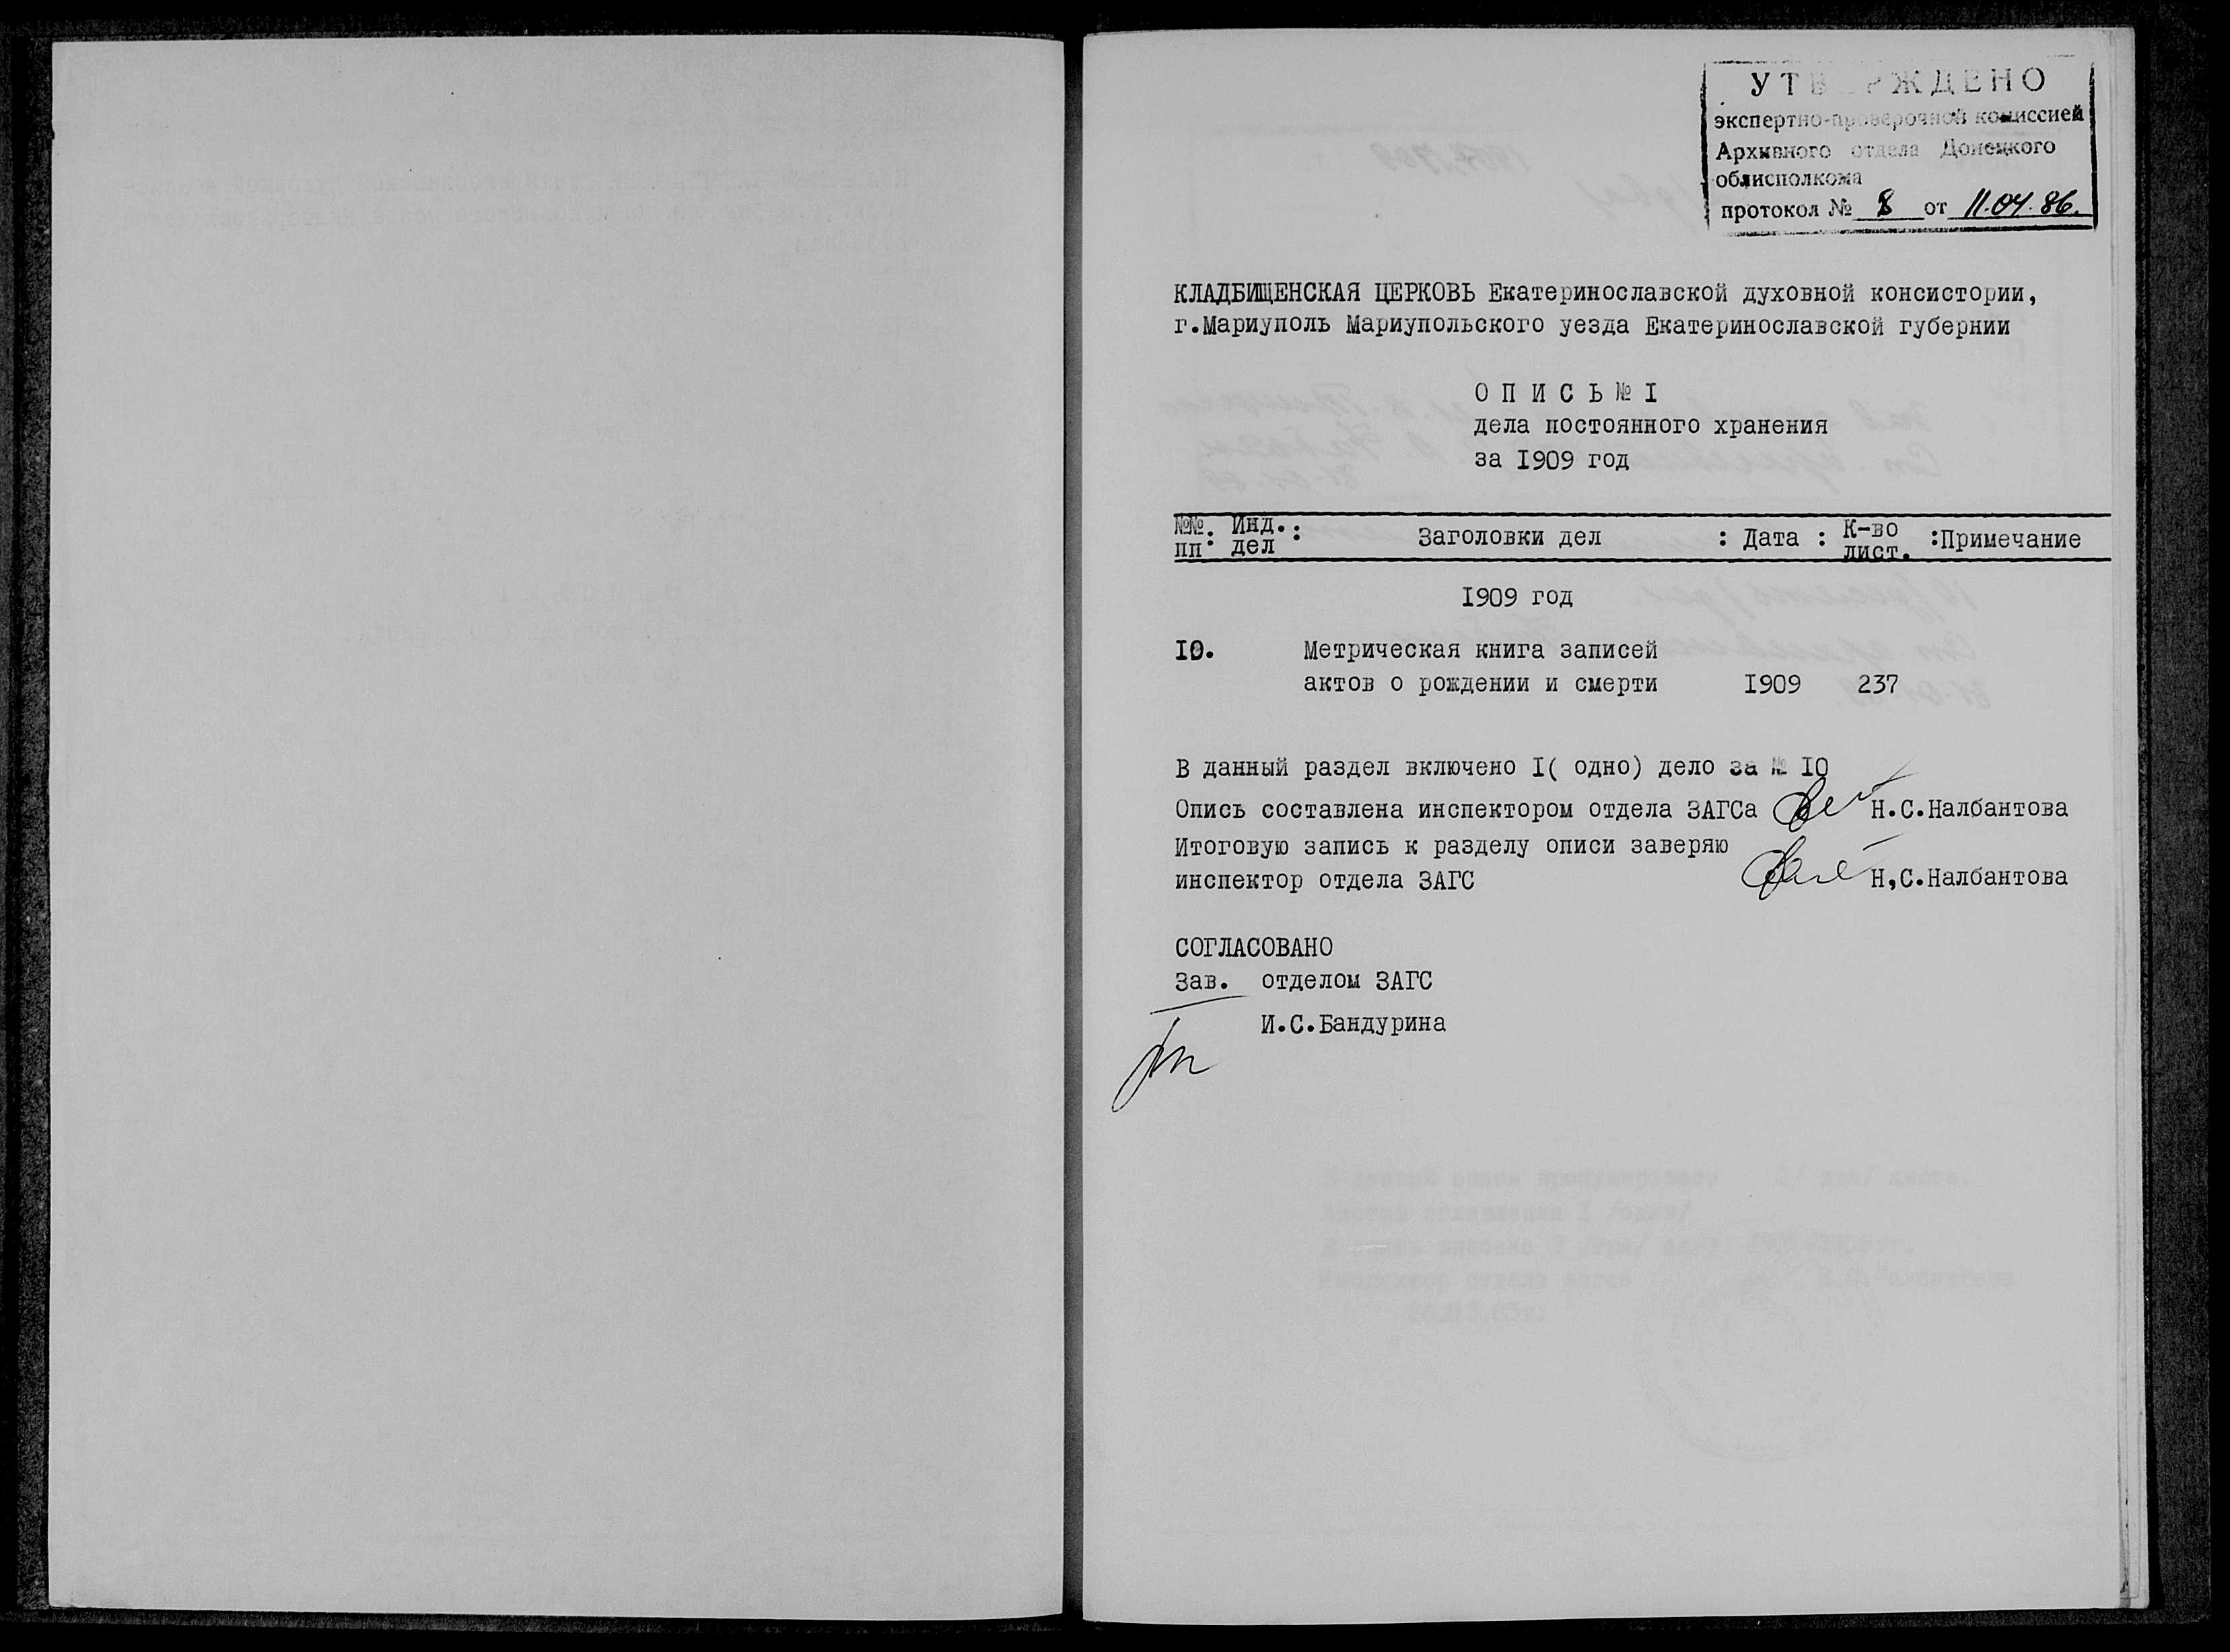 УТВЕРЖДЕНО
экспертно-проверочной комиссией
Архивного отдела Донецкого
облисполкома
протокол № 8 от 11.04.86.
КЛАДБИЩЕНСКАЯ ЦЕРКОВЬ Екатеринославской духовной консистории,
г.Мариуполь Мариупольского уезда Екатеринославской губернии
О П И С Ь № I
дела постоянного хранения
за I909 год
№№ пп : Инд. дел : Заголовки дел : Дата : К-во лист. : Примечание
I909 год
I0. Метрическая книга записей
актов о рождении и смерти I909 237
В данный раздел включено I( одно) дело за № I0
Опись составлена инспектором отдела ЗАГСа Н.С.Налбантова
Итоговую запись к разделу описи заверяю
инспектор отдела ЗАГС Н,С.Налбантова
СОГЛАСОВАНО
Зав. отделом ЗАГС
И.С.Бандурина